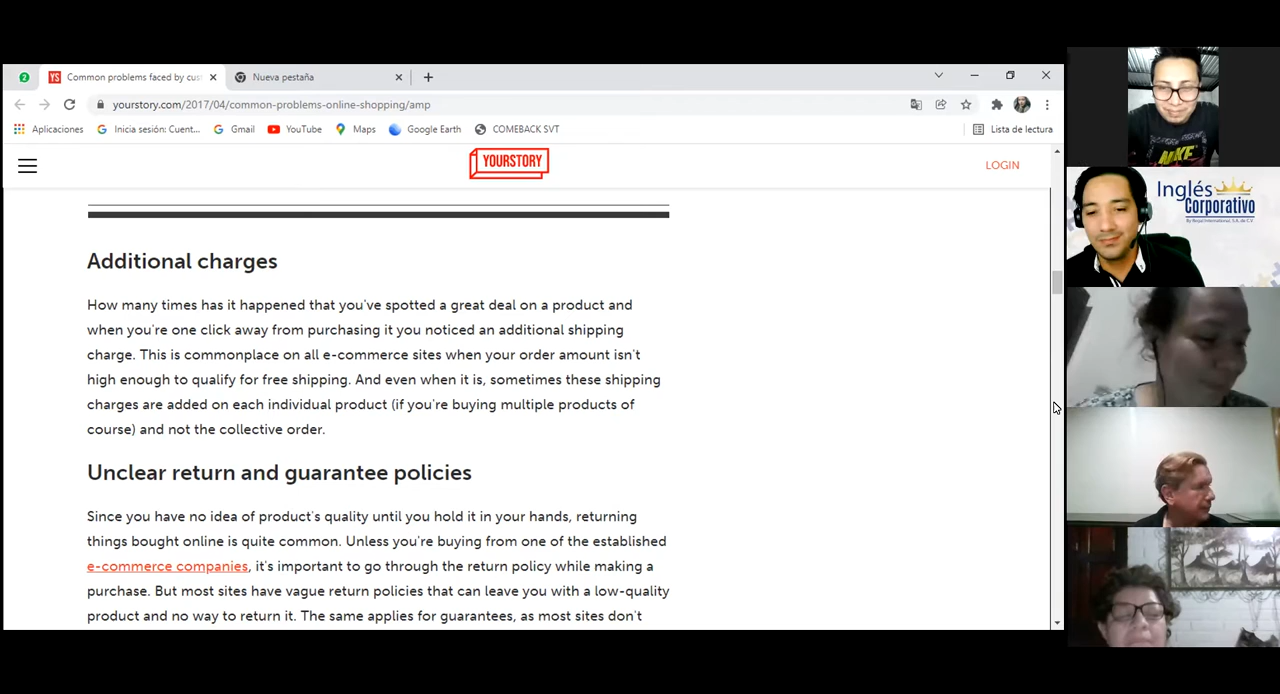 2
YS Common problems faced by cus
Nueva pestaña
yourstory.com/2017/04/common-problems-online-shopping/amp
Aplicaciones
Inicia sesión: Cuent...
Gmail
YouTube
Maps
Google Earth
COMEBACK SVT
Lista de lectura
YOURSTORY
LOGIN
Additional charges
How many times has it happened that you've spotted a great deal on a product and
when you're one click away from purchasing it you noticed an additional shipping
charge. This is commonplace on all e-commerce sites when your order amount isn't
high enough to qualify for free shipping. And even when it is, sometimes these shipping
charges are added on each individual product (if you're buying multiple products of
course) and not the collective order.
Unclear return and guarantee policies
Since you have no idea of product's quality until you hold it in your hands, returning
things bought online is quite common. Unless you're buying from one of the established
e-commerce companies, it's important to go through the return policy while making a
purchase. But most sites have vague return policies that can leave you with a low-quality
product and no way to return it. The same applies for guarantees, as most sites don't
NIKE
Inglés
Corporativo
By Royal International, S.A. de C.V.